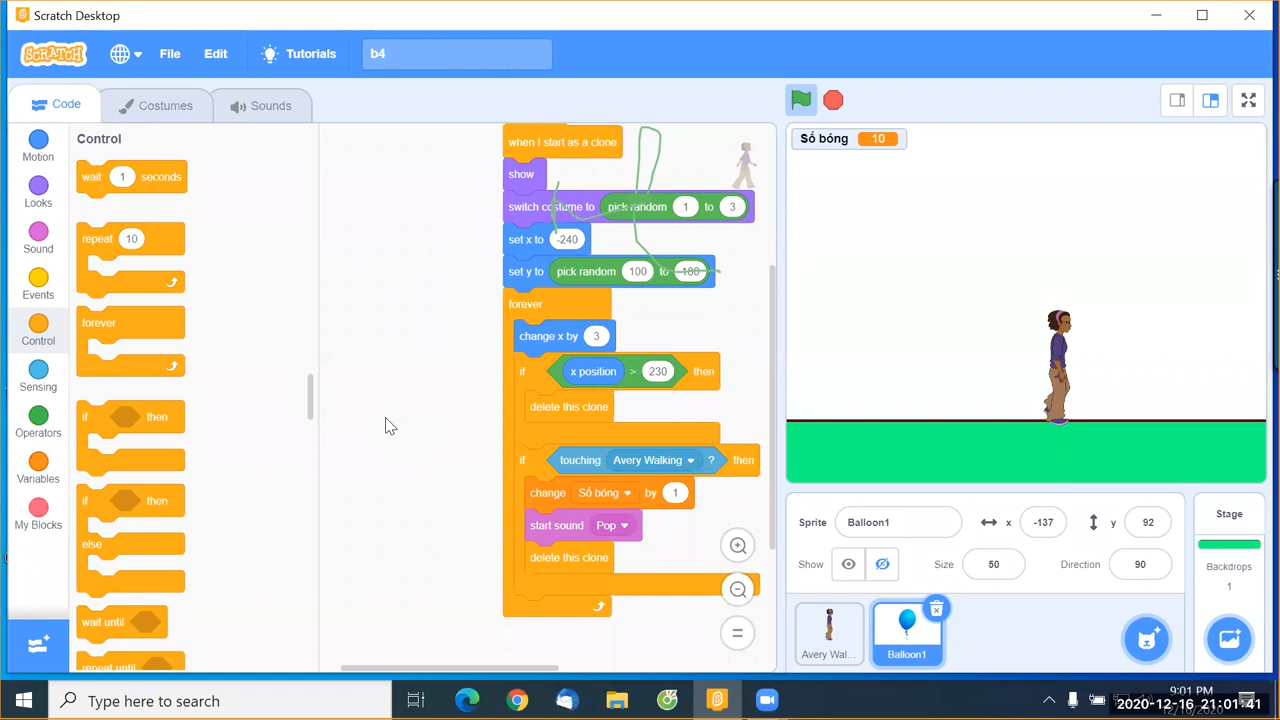 Scratch Desktop
SCRATCH File Edit Tutorials b4
Code Costumes Sounds
Motion
Looks
Sound
Events
Control
Sensing
Operators
Variables
My Blocks
Control
wait 1 seconds
repeat 10
forever
if then
if then
else
wait until
repeat until
when I start as a clone
show
switch costume to pick random 1 to 3
set x to -240
set y to pick random 100 to 180
forever
change x by 3
if x position > 230 then
delete this clone
if touching Avery Walking ? then
change Số bóng by 1
start sound Pop
delete this clone
Số bóng 10
Sprite Balloon1 x -137 y 92
Show Size 50 Direction 90
Avery Wal...
Balloon1
Stage
Backdrops
1
Type here to search
9:01 PM
2020-12-16 21:01:41